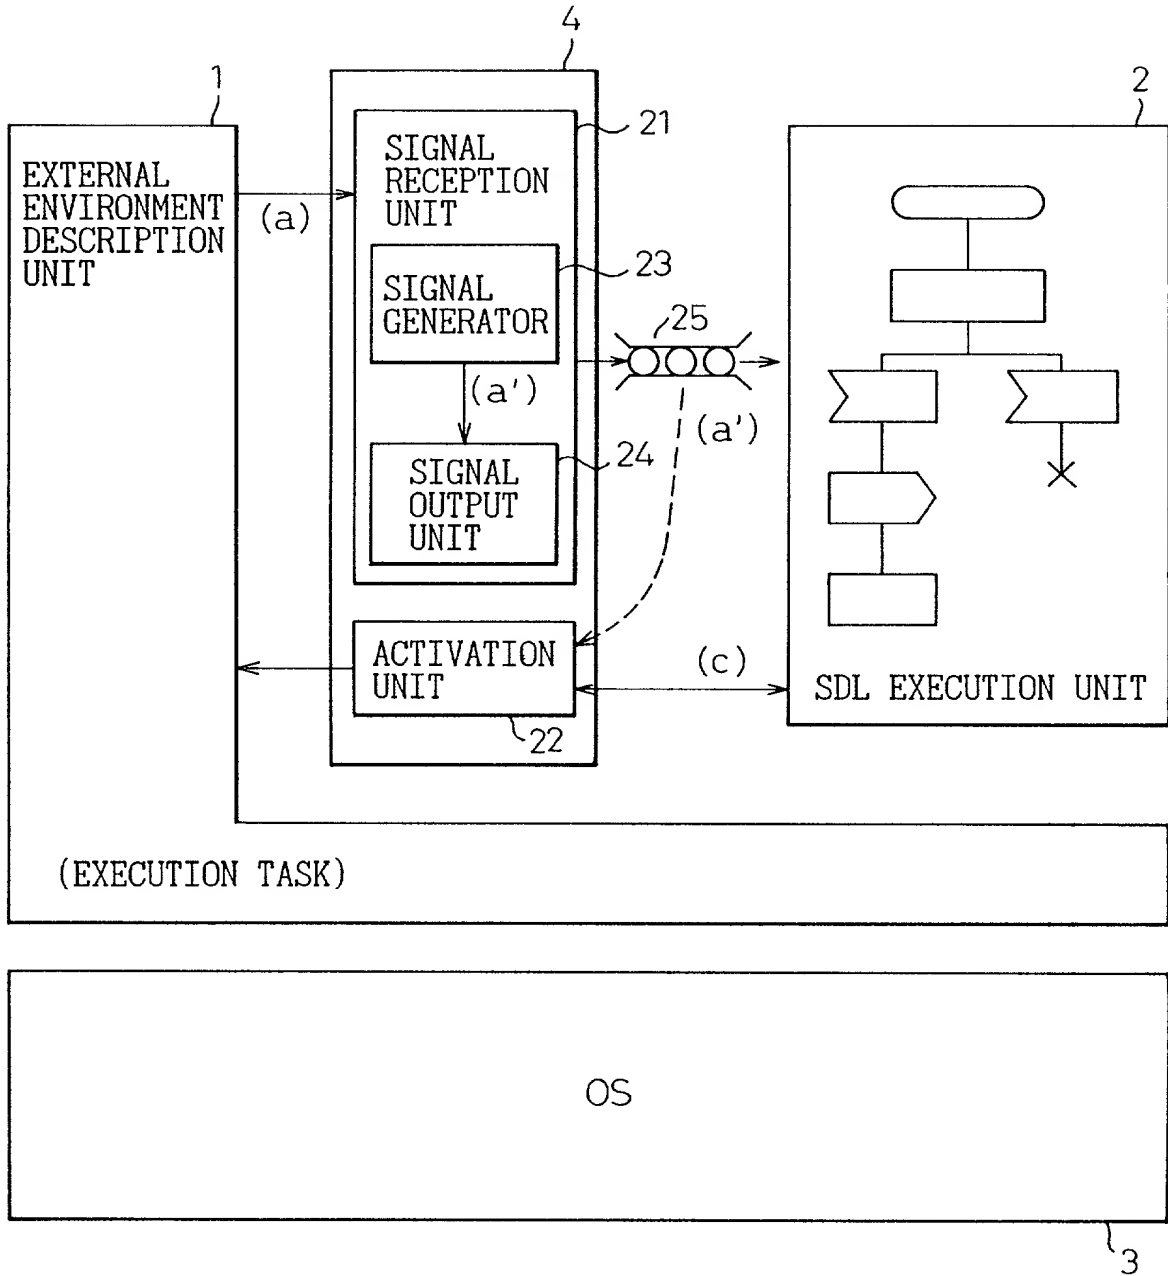 4
1
2
21
SIGNAL
RECEPTION
UNIT
EXTERNAL
ENVIRONMENT
DESCRIPTION
UNIT
(a)
23
SIGNAL
GENERATOR
25
(a')
(a')
24
SIGNAL
OUTPUT
UNIT
ACTIVATION
UNIT
(c)
SDL EXECUTION UNIT
22
(EXECUTION TASK)
OS
3